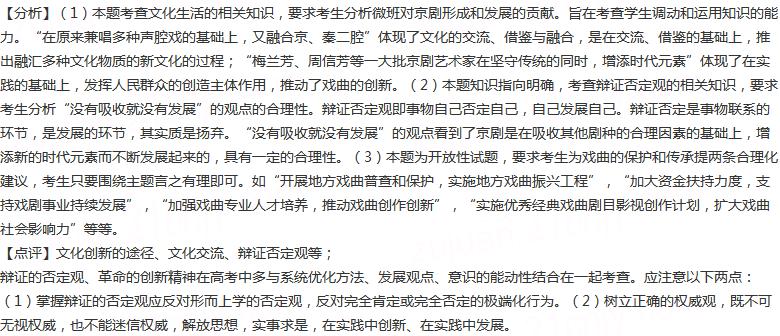 【分析】（1）本题考查文化生活的相关知识，要求考生分析微班对京剧形成和发展的贡献。旨在考查学生调动和运用知识的能
力。“在原来兼唱多种声腔戏的基础上，又融合京、秦二腔”体现了文化的交流、借鉴与融合，是在交流、借鉴的基础上，推
出融汇多种文化物质的新文化的过程；“梅兰芳、周信芳等一大批京剧艺术家在坚守传统的同时，增添时代元素”体现了在实
践的基础上，发挥人民群众的创造主体作用，推动了戏曲的创新。（2）本题知识指向明确，考查辩证否定观的相关知识，要求
考生分析“没有吸收就没有发展”的观点的合理性。辩证否定观即事物自己否定自己，自己发展自己。辩证否定是事物联系的
环节，是发展的环节，其实质是扬弃。“没有吸收就没有发展”的观点看到了京剧是在吸收其他剧种的合理因素的基础上，增
添新的时代元素而不断发展起来的，具有一定的合理性。（3）本题为开放性试题，要求考生为戏曲的保护和传承提两条合理化
建议，考生只要围绕主题言之有理即可。如“开展地方戏曲普查和保护，实施地方戏曲振兴工程”，“加大资金扶持力度，支
持戏剧事业持续发展”，“加强戏曲专业人才培养，推动戏曲创作创新”，“实施优秀经典戏曲剧目影视创作计划，扩大戏曲
社会影响力”等等。
【点评】文化创新的途径、文化交流、辩证否定观等；
辩证的否定观、革命的创新精神在高考中多与系统优化方法、发展观点、意识的能动性结合在一起考查。应注意以下两点：
（1）掌握辩证的否定观应反对形而上学的否定观，反对完全肯定或完全否定的极端化行为。（2）树立正确的权威观，既不可
无视权威，也不能迷信权威，解放思想，实事求是，在实践中创新、在实践中发展。